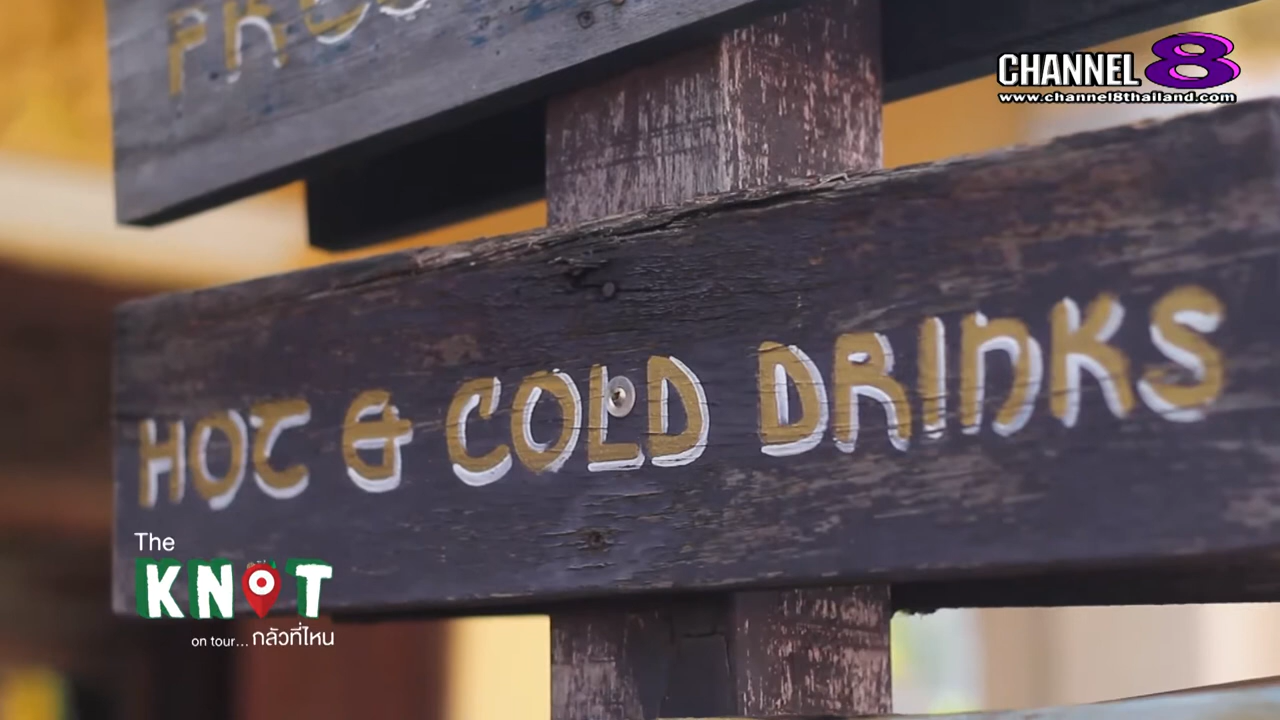 CHANNEL 8
www.channel8thailand.com
HOT & COLD DRINKS
The
KNOT
on tour... กลัวที่ไหน